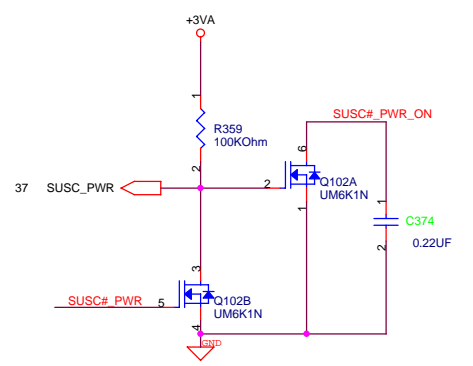 +3VA
1
R359
100KOhm
2
SUSC#_PWR_ON
6
37 SUSC_PWR
2
Q102A
UM6K1N
1
1
C374
0.22UF
2
3
SUSC#_PWR
5
Q102B
UM6K1N
4
GND